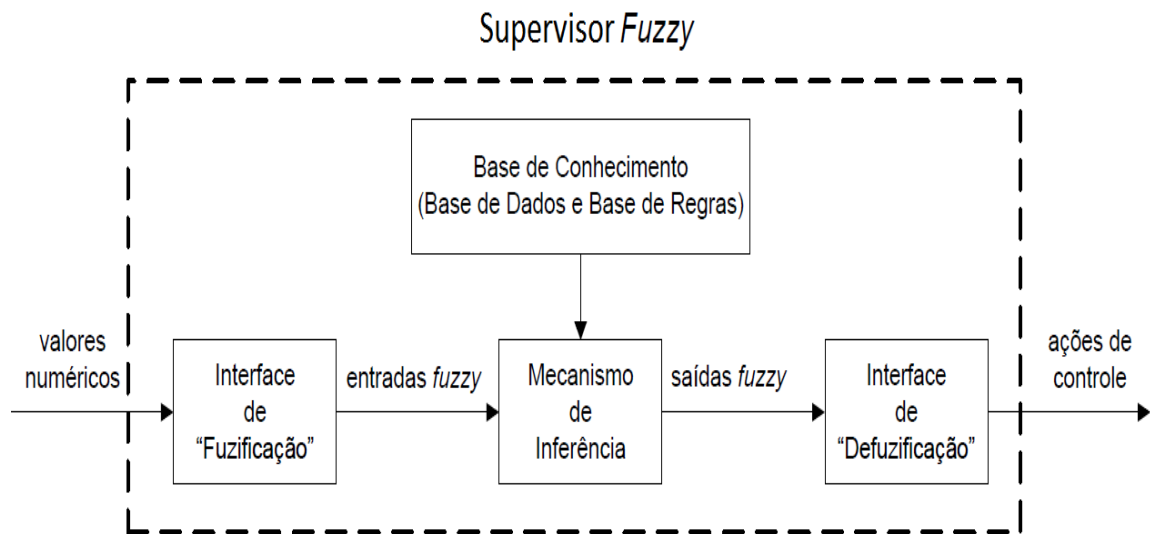 Supervisor Fuzzy
Base de Conhecimento
(Base de Dados e Base de Regras)
valores
numéricos
Interface
de
“Fuzificação”
entradas fuzzy
Mecanismo
de
Inferência
saídas fuzzy
Interface
de
“Defuzificação”
ações de
controle